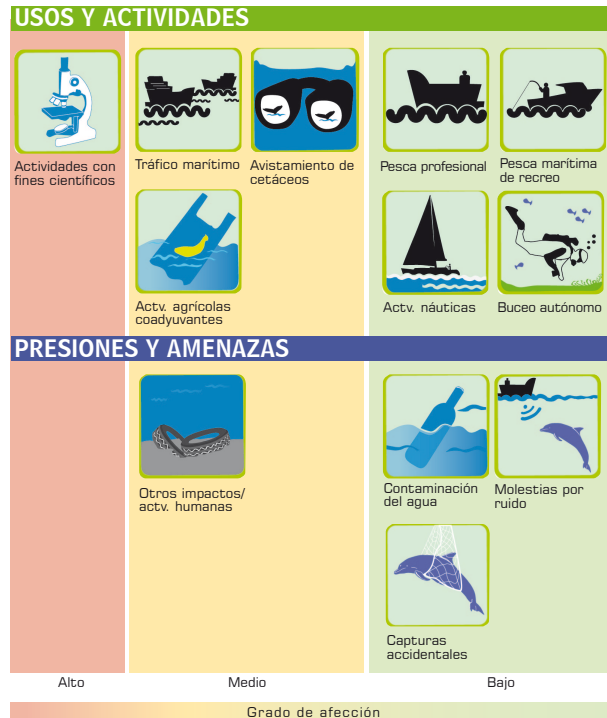 USOS Y ACTIVIDADES
Actividades con
fines científicos
Tráfico marítimo
Avistamiento de
cetáceos
Pesca profesional
Pesca marítima
de recreo
Actv. agrícolas
coadyuvantes
Actv. náuticas
Buceo autónomo
PRESIONES Y AMENAZAS
Otros impactos/
actv. humanas
Contaminación
del agua
Molestias por
ruido
Capturas
accidentales
Alto
Medio
Bajo
Grado de afección